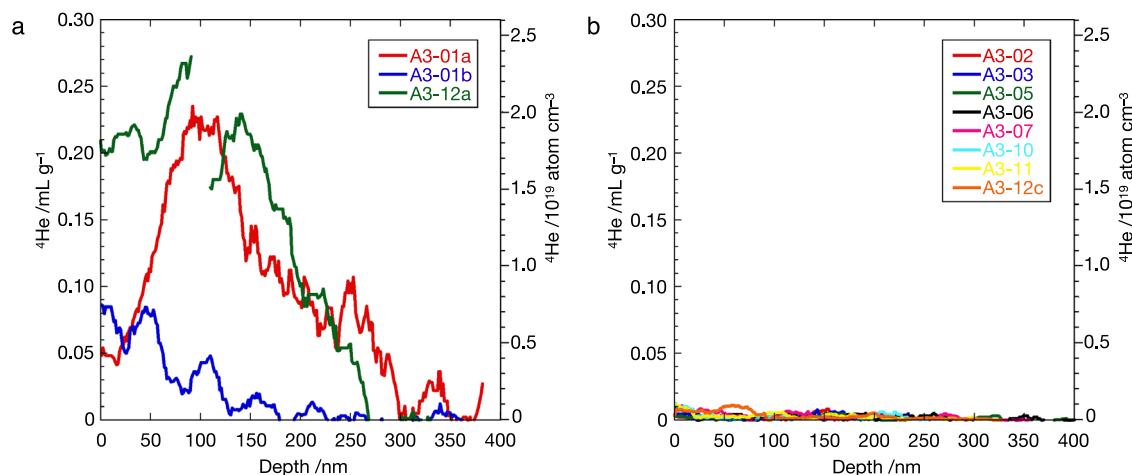 a
0.30
0.25
0.20
0.15
0.10
0.05
0
⁴He /mL g⁻¹
0
50
100
150
200
250
300
350
400
Depth /nm
2.5
2.0
1.5
1.0
0.5
0
⁴He /10¹⁹ atom cm⁻³
A3-01a
A3-01b
A3-12a
b
0.30
0.25
0.20
0.15
0.10
0.05
0
⁴He /mL g⁻¹
0
50
100
150
200
250
300
350
400
Depth /nm
2.5
2.0
1.5
1.0
0.5
0
⁴He /10¹⁹ atom cm⁻³
A3-02
A3-03
A3-05
A3-06
A3-07
A3-10
A3-11
A3-12c